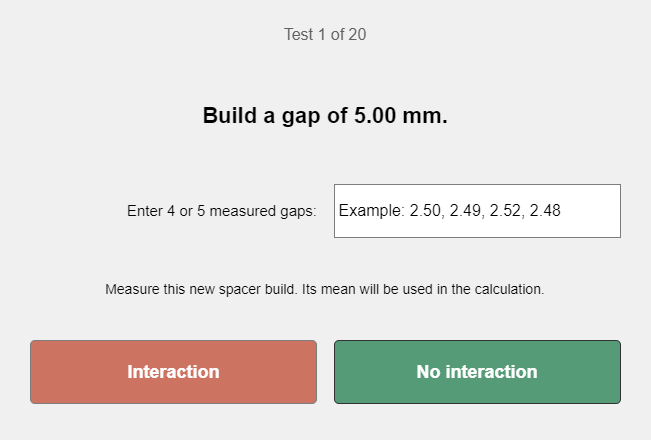 Test 1 of 20
Build a gap of 5.00 mm.
Enter 4 or 5 measured gaps:
Example: 2.50, 2.49, 2.52, 2.48
Measure this new spacer build. Its mean will be used in the calculation.
Interaction
No interaction